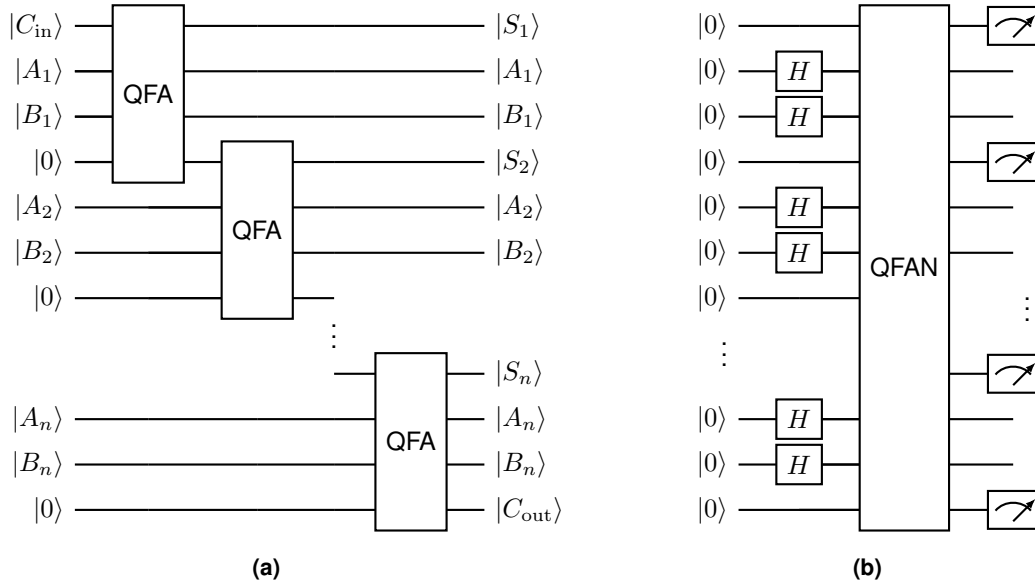 |C_in⟩ |S_1⟩ |0⟩
|A_1⟩ QFA |A_1⟩ |0⟩ H
|B_1⟩ |B_1⟩ |0⟩ H
|0⟩ |S_2⟩ |0⟩
|A_2⟩ QFA |A_2⟩ |0⟩ H
|B_2⟩ |B_2⟩ |0⟩ H
|0⟩ |0⟩ QFAN
⋮ ⋮ ⋮
|S_n⟩
|A_n⟩ QFA |A_n⟩ |0⟩ H
|B_n⟩ |B_n⟩ |0⟩ H
|0⟩ |C_out⟩ |0⟩
(a) (b)